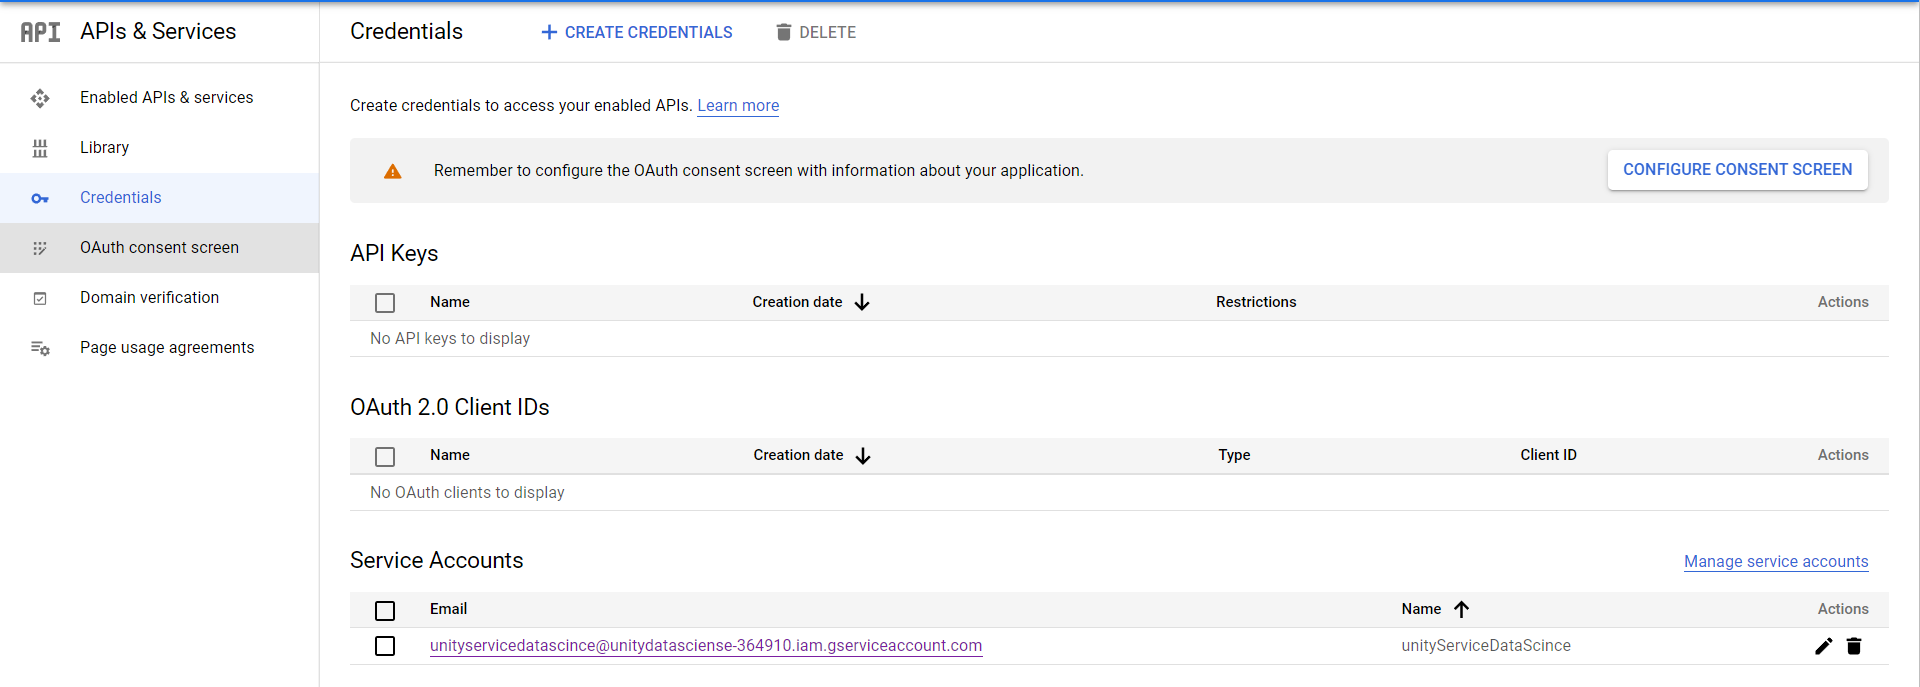 API APIs & Services
Credentials
CREATE CREDENTIALS
DELETE
Enabled APIs & services
Library
Credentials
OAuth consent screen
Domain verification
Page usage agreements
Create credentials to access your enabled APIs. Learn more
Remember to configure the OAuth consent screen with information about your application.
CONFIGURE CONSENT SCREEN
API Keys
Name Creation date Restrictions Actions
No API keys to display
OAuth 2.0 Client IDs
Name Creation date Type Client ID Actions
No OAuth clients to display
Service Accounts
Manage service accounts
Email Name Actions
unityservicedatascince@unitydatasciense-364910.iam.gserviceaccount.com unityServiceDataScince